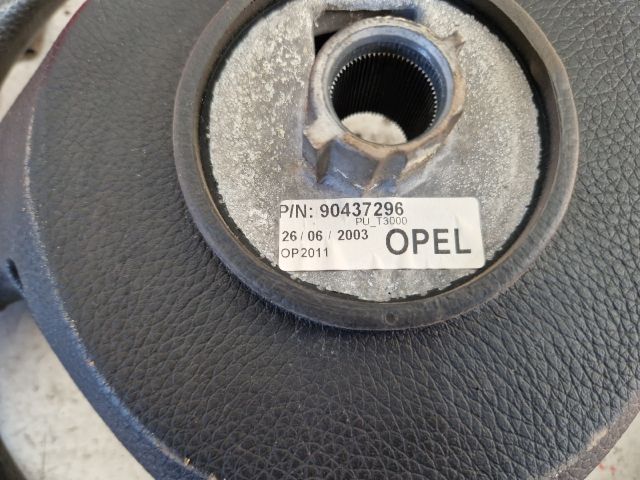 P/N: 90437296
PU_T3000
26 / 06 / 2003 OPEL
OP2011